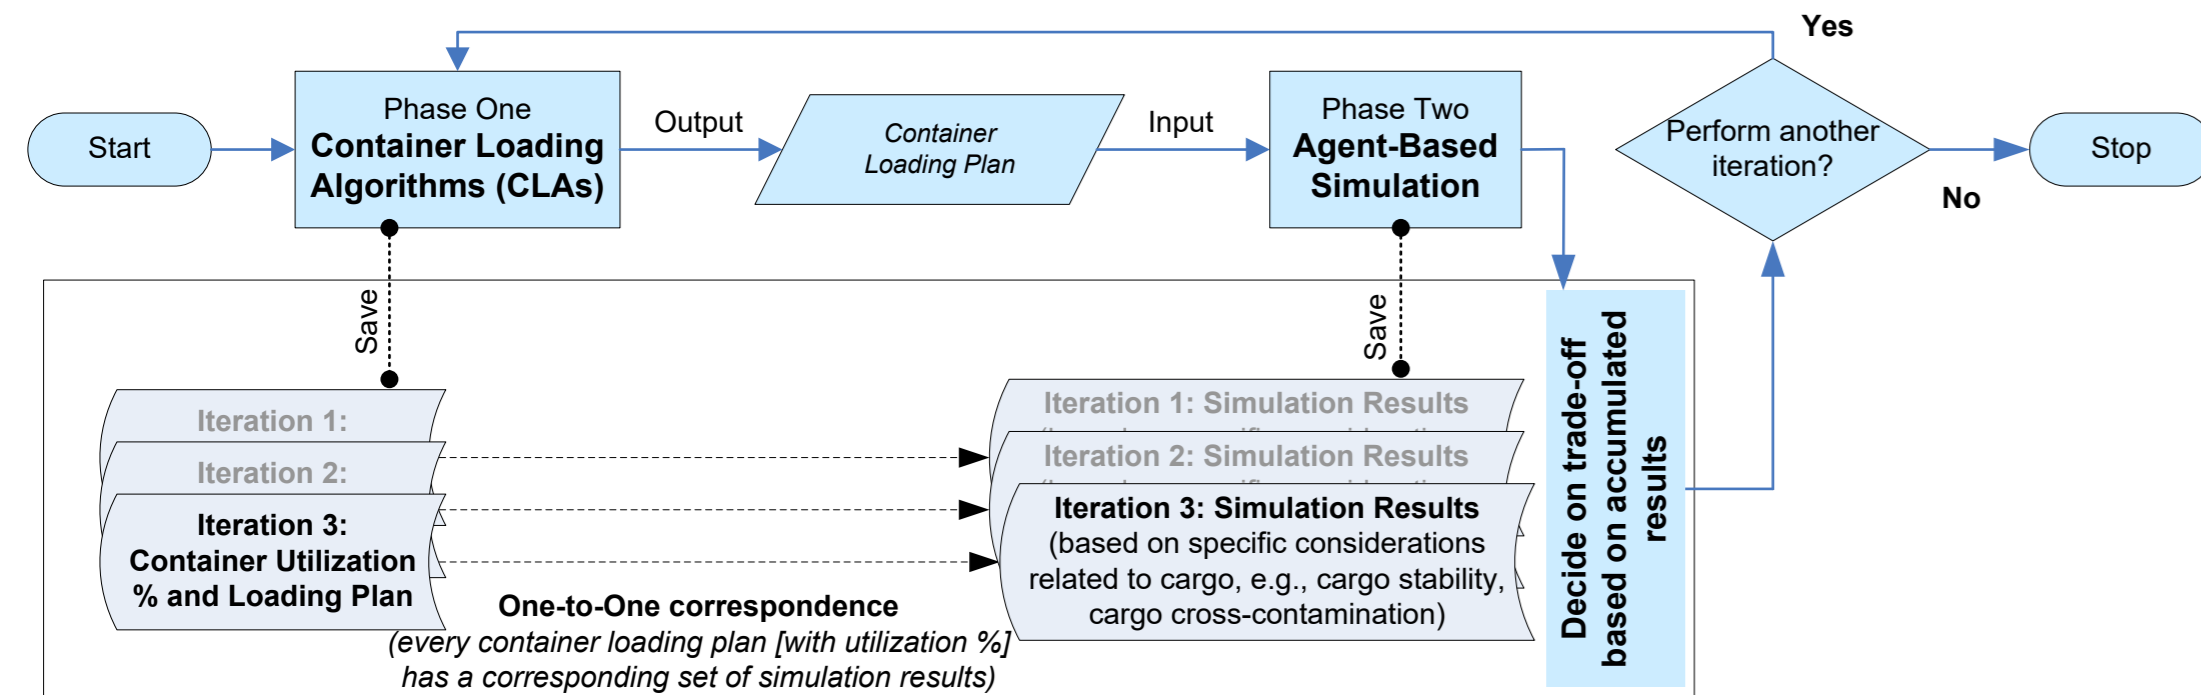 Yes
Start
Phase One
Container Loading
Algorithms (CLAs)
Output
Container
Loading Plan
Input
Phase Two
Agent-Based
Simulation
Perform another
iteration?
No
Stop
Save
Save
Iteration 1:
Iteration 2:
Iteration 3:
Container Utilization
% and Loading Plan
One-to-One correspondence
(every container loading plan [with utilization %]
has a corresponding set of simulation results)
Iteration 1: Simulation Results
Iteration 2: Simulation Results
Iteration 3: Simulation Results
(based on specific considerations
related to cargo, e.g., cargo stability,
cargo cross-contamination)
Decide on trade-off
based on accumulated
results